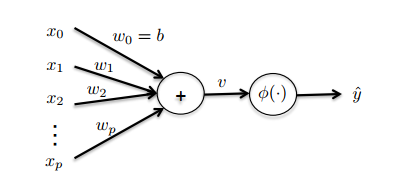 x₀ w₀ = b
x₁ w₁
x₂ w₂
⋮
xₚ wₚ
+ v ϕ(·) ŷ